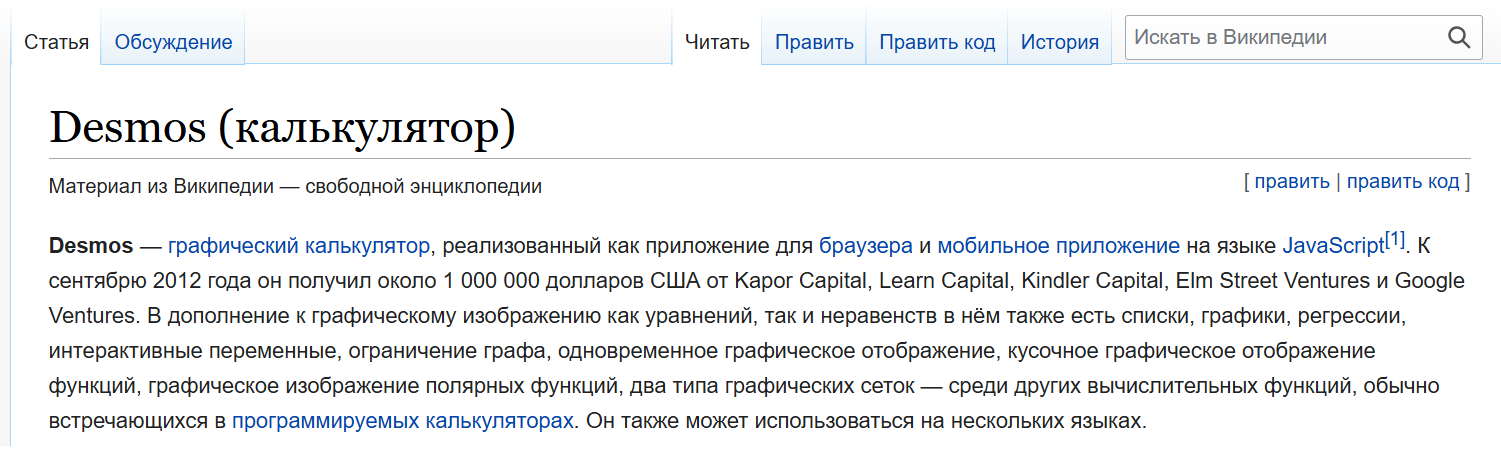 Статья Обсуждение Читать Править Править код История Искать в Википедии
Desmos (калькулятор)
Материал из Википедии — свободной энциклопедии [ править | править код ]
Desmos — графический калькулятор, реализованный как приложение для браузера и мобильное приложение на языке JavaScript[1]. К
сентябрю 2012 года он получил около 1 000 000 долларов США от Kapor Capital, Learn Capital, Kindler Capital, Elm Street Ventures и Google
Ventures. В дополнение к графическому изображению как уравнений, так и неравенств в нём также есть списки, графики, регрессии,
интерактивные переменные, ограничение графа, одновременное графическое отображение, кусочное графическое отображение
функций, графическое изображение полярных функций, два типа графических сеток — среди других вычислительных функций, обычно
встречающихся в программируемых калькуляторах. Он также может использоваться на нескольких языках.